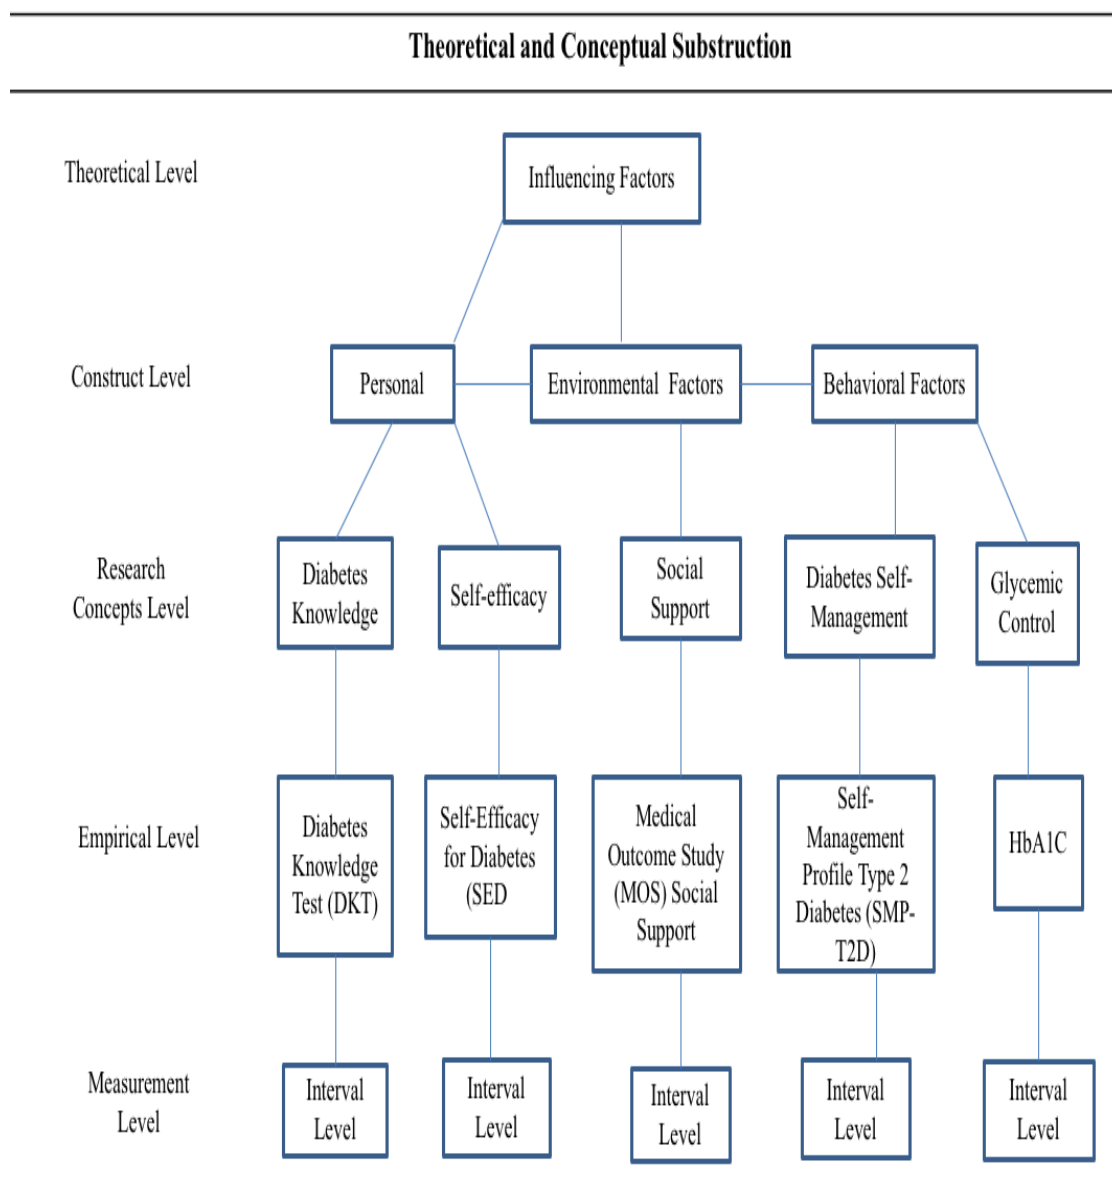 Theoretical and Conceptual Substruction
Theoretical Level
Influencing Factors
Construct Level
Personal
Environmental Factors
Behavioral Factors
Research
Concepts Level
Diabetes
Knowledge
Self-efficacy
Social
Support
Diabetes Self-
Management
Glycemic
Control
Empirical Level
Diabetes
Knowledge
Test (DKT)
Self-Efficacy
for Diabetes
(SED
Medical
Outcome Study
(MOS) Social
Support
Self-
Management
Profile Type 2
Diabetes (SMP-
T2D)
HbA1C
Measurement
Level
Interval
Level
Interval
Level
Interval
Level
Interval
Level
Interval
Level